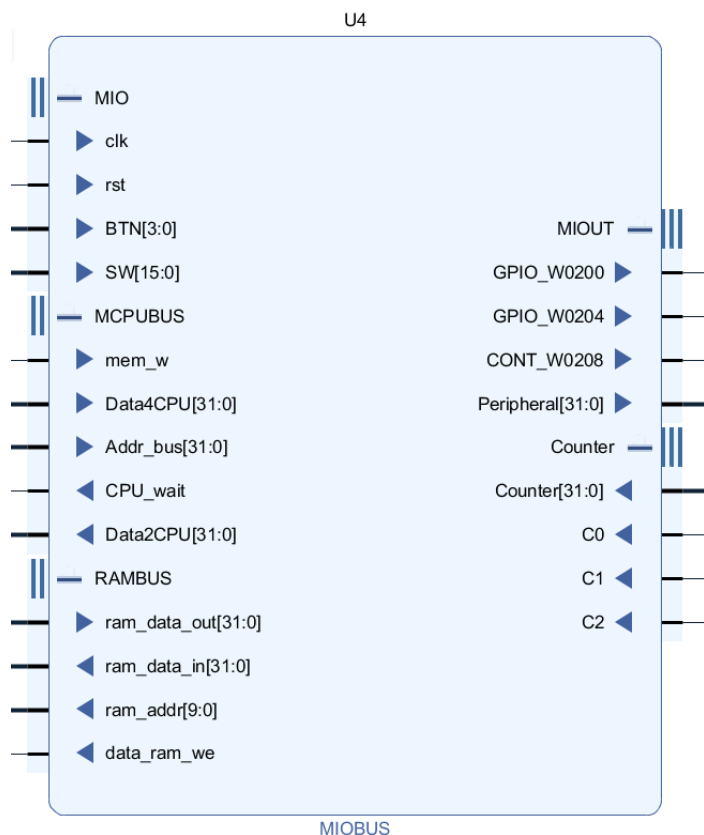 U4
MIO
clk
rst
BTN[3:0]
SW[15:0]
MCPUBUS
mem_w
Data4CPU[31:0]
Addr_bus[31:0]
CPU_wait
Data2CPU[31:0]
RAMBUS
ram_data_out[31:0]
ram_data_in[31:0]
ram_addr[9:0]
data_ram_we
MIOUT
GPIO_W0200
GPIO_W0204
CONT_W0208
Peripheral[31:0]
Counter
Counter[31:0]
C0
C1
C2
MIOBUS